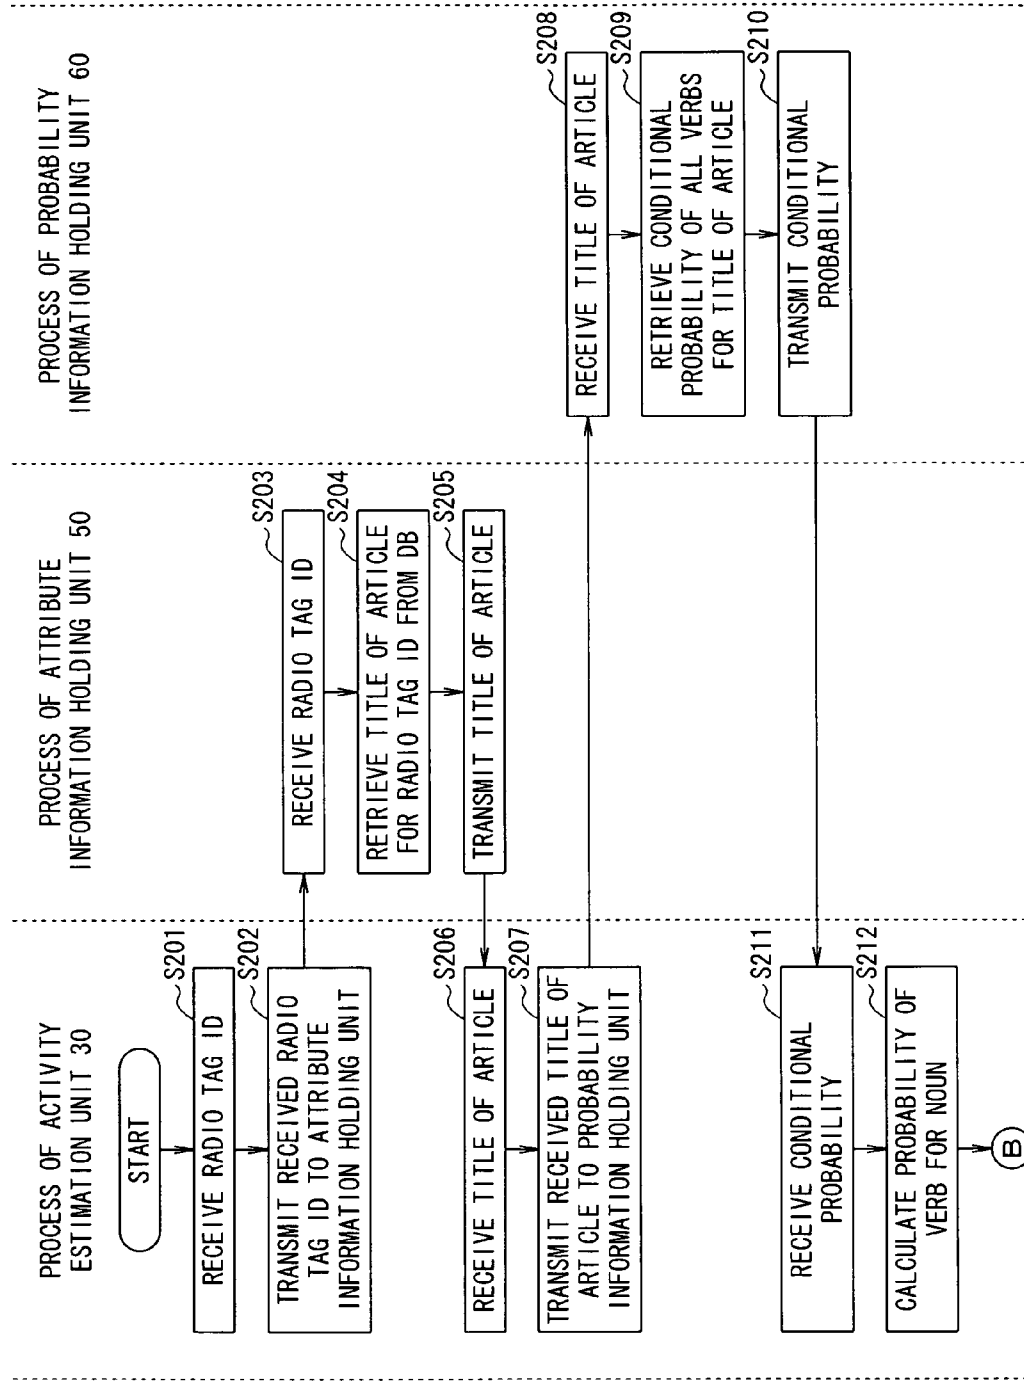 PROCESS OF ACTIVITY
ESTIMATION UNIT 30
START
S201
RECEIVE RADIO TAG ID
S202
TRANSMIT RECEIVED RADIO
TAG ID TO ATTRIBUTE
INFORMATION HOLDING UNIT
S206
RECEIVE TITLE OF ARTICLE
S207
TRANSMIT RECEIVED TITLE OF
ARTICLE TO PROBABILITY
INFORMATION HOLDING UNIT
S211
RECEIVE CONDITIONAL
PROBABILITY
S212
CALCULATE PROBABILITY OF
VERB FOR NOUN
B
PROCESS OF ATTRIBUTE
INFORMATION HOLDING UNIT 50
S203
RECEIVE RADIO TAG ID
S204
RETRIEVE TITLE OF ARTICLE
FOR RADIO TAG ID FROM DB
S205
TRANSMIT TITLE OF ARTICLE
PROCESS OF PROBABILITY
INFORMATION HOLDING UNIT 60
S208
RECEIVE TITLE OF ARTICLE
S209
RETRIEVE CONDITIONAL
PROBABILITY OF ALL VERBS
FOR TITLE OF ARTICLE
S210
TRANSMIT CONDITIONAL
PROBABILITY